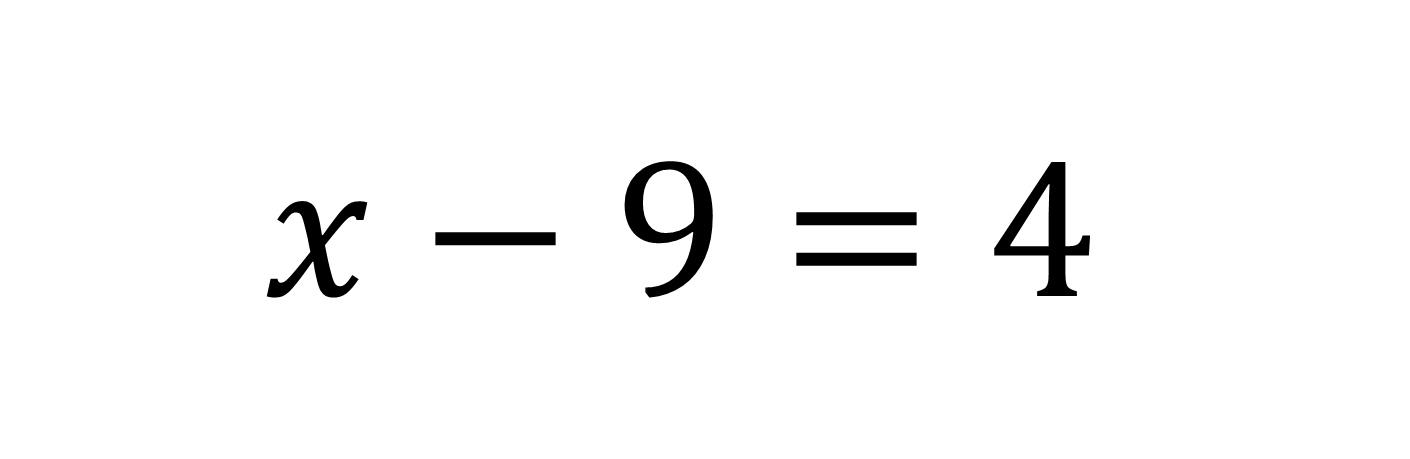 x − 9 = 4